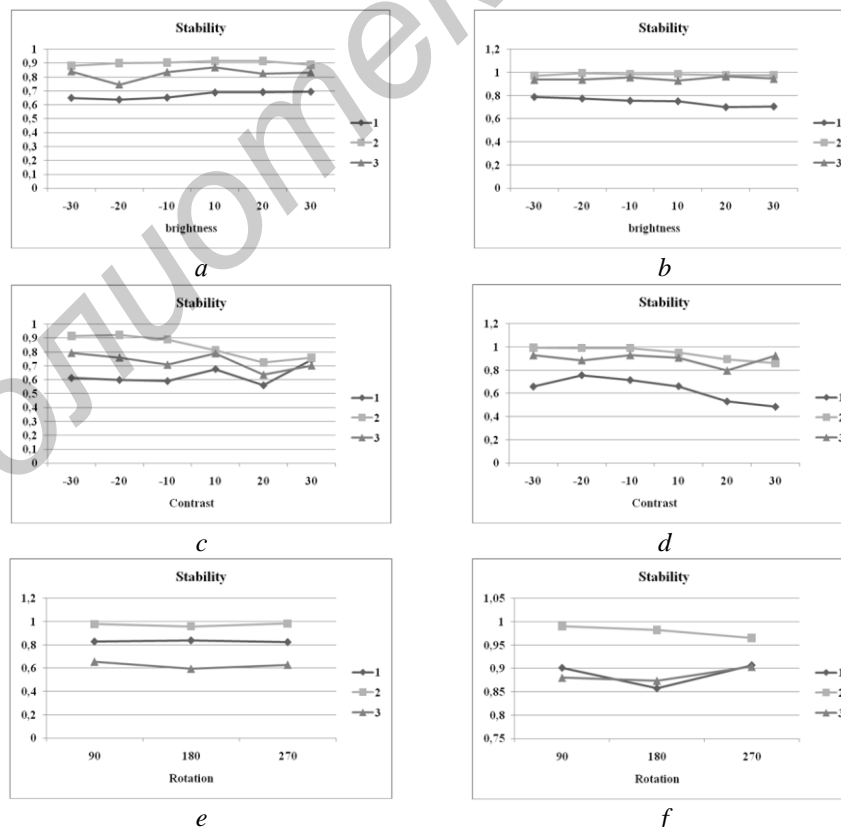 Stability
1
0,9
0,8
0,7
0,6
0,5
0,4
0,3
0,2
0,1
0
-30 -20 -10 10 20 30
brightness
1
2
3
a
Stability
1,2
1
0,8
0,6
0,4
0,2
0
-30 -20 -10 10 20 30
brightness
1
2
3
b
Stability
1
0,9
0,8
0,7
0,6
0,5
0,4
0,3
0,2
0,1
0
-30 -20 -10 10 20 30
Contrast
1
2
3
c
Stability
1,2
1
0,8
0,6
0,4
0,2
0
-30 -20 -10 10 20 30
Contrast
1
2
3
d
Stability
1,2
1
0,8
0,6
0,4
0,2
0
90 180 270
Rotation
1
2
3
e
Stability
1,05
1
0,95
0,9
0,85
0,8
0,75
90 180 270
Rotation
1
2
3
f